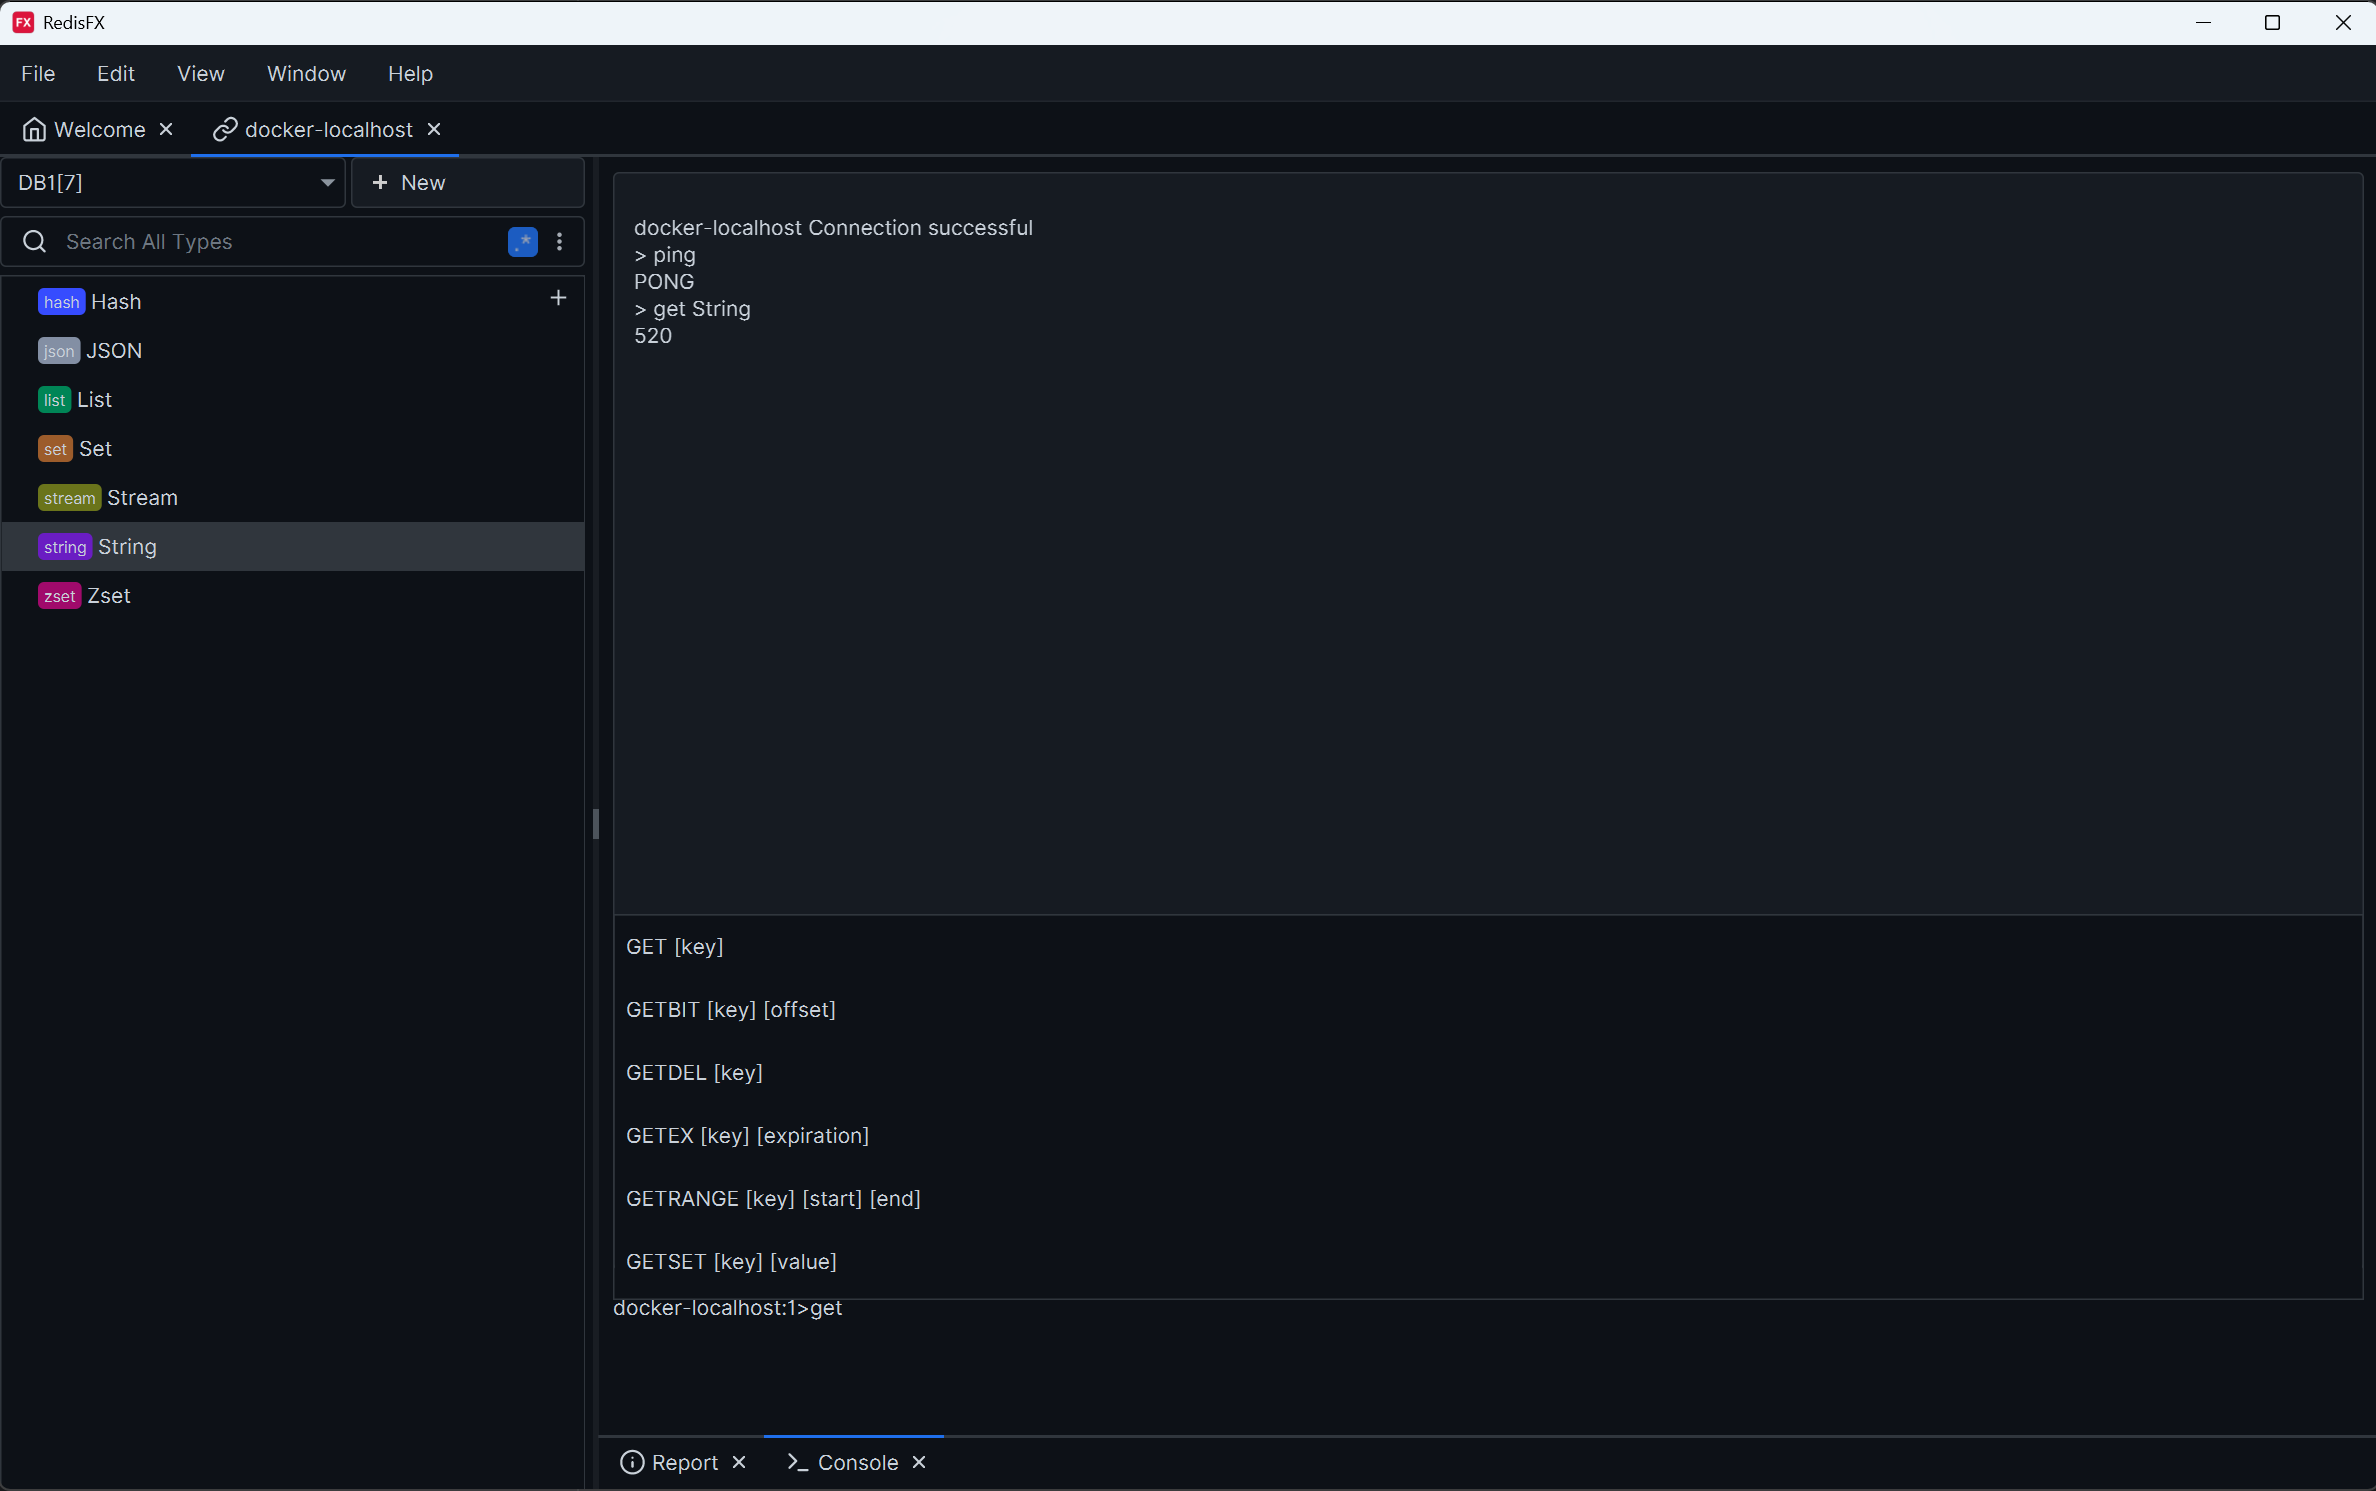 FX RedisFX
File Edit View Window Help
Welcome docker-localhost
DB1[7] + New
Search All Types .*
hash Hash
json JSON
list List
set Set
stream Stream
string String
zset Zset
docker-localhost Connection successful
> ping
PONG
> get String
520
GET [key]
GETBIT [key] [offset]
GETDEL [key]
GETEX [key] [expiration]
GETRANGE [key] [start] [end]
GETSET [key] [value]
docker-localhost:1>get
Report Console